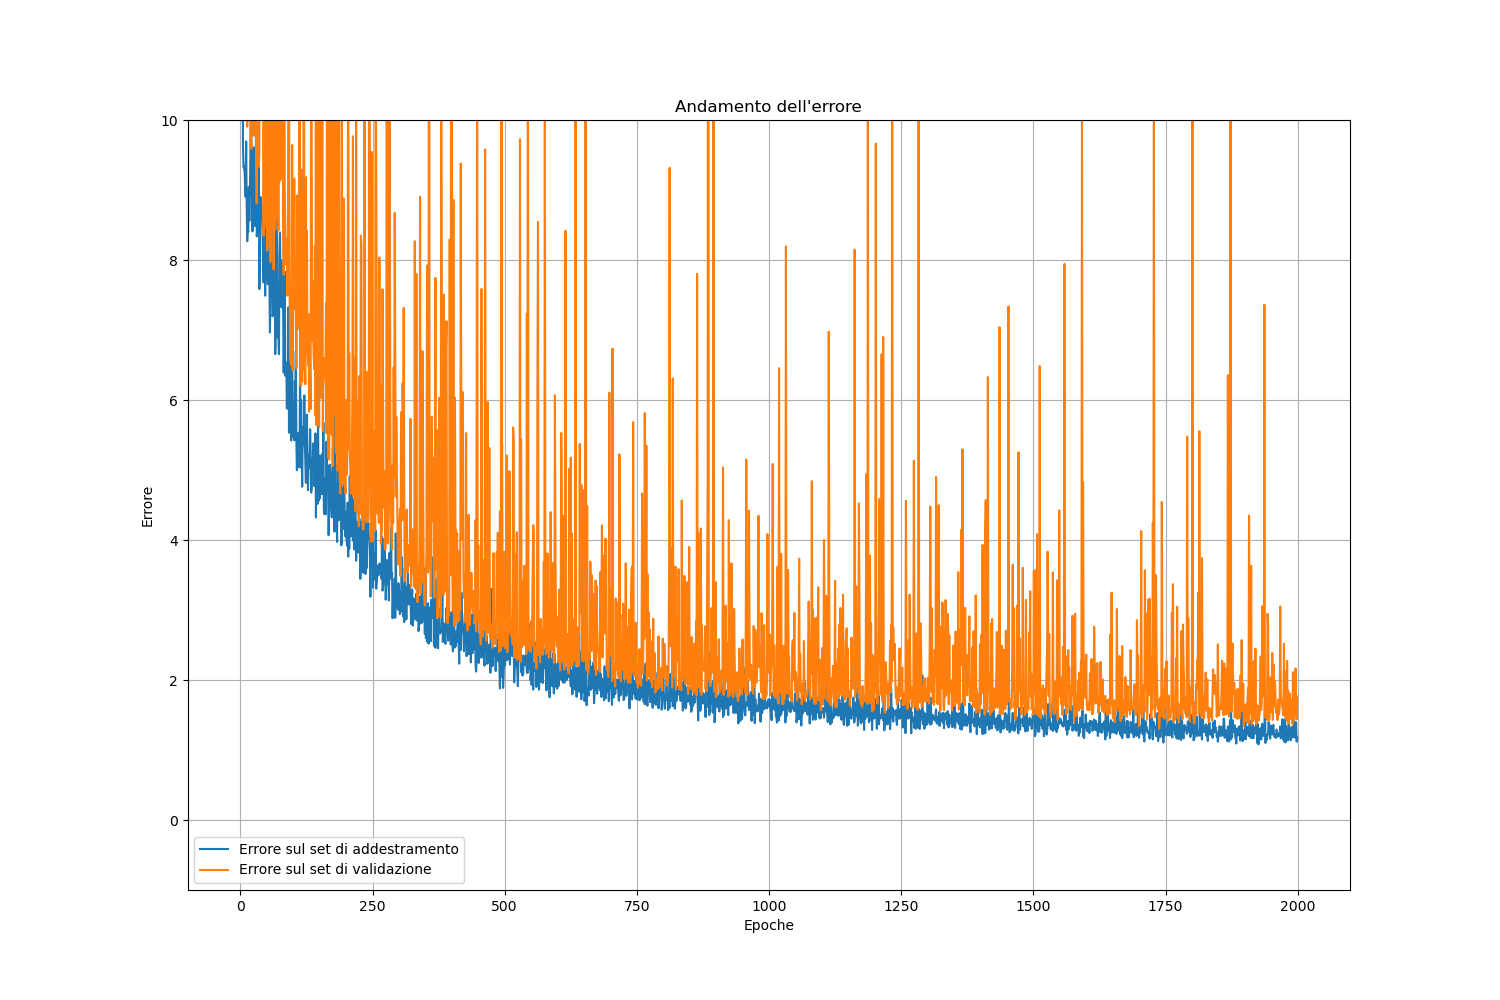 Andamento dell'errore
10
8
6
4
2
0
Errore
Errore sul set di addestramento
Errore sul set di validazione
0 250 500 750 1000 1250 1500 1750 2000
Epoche